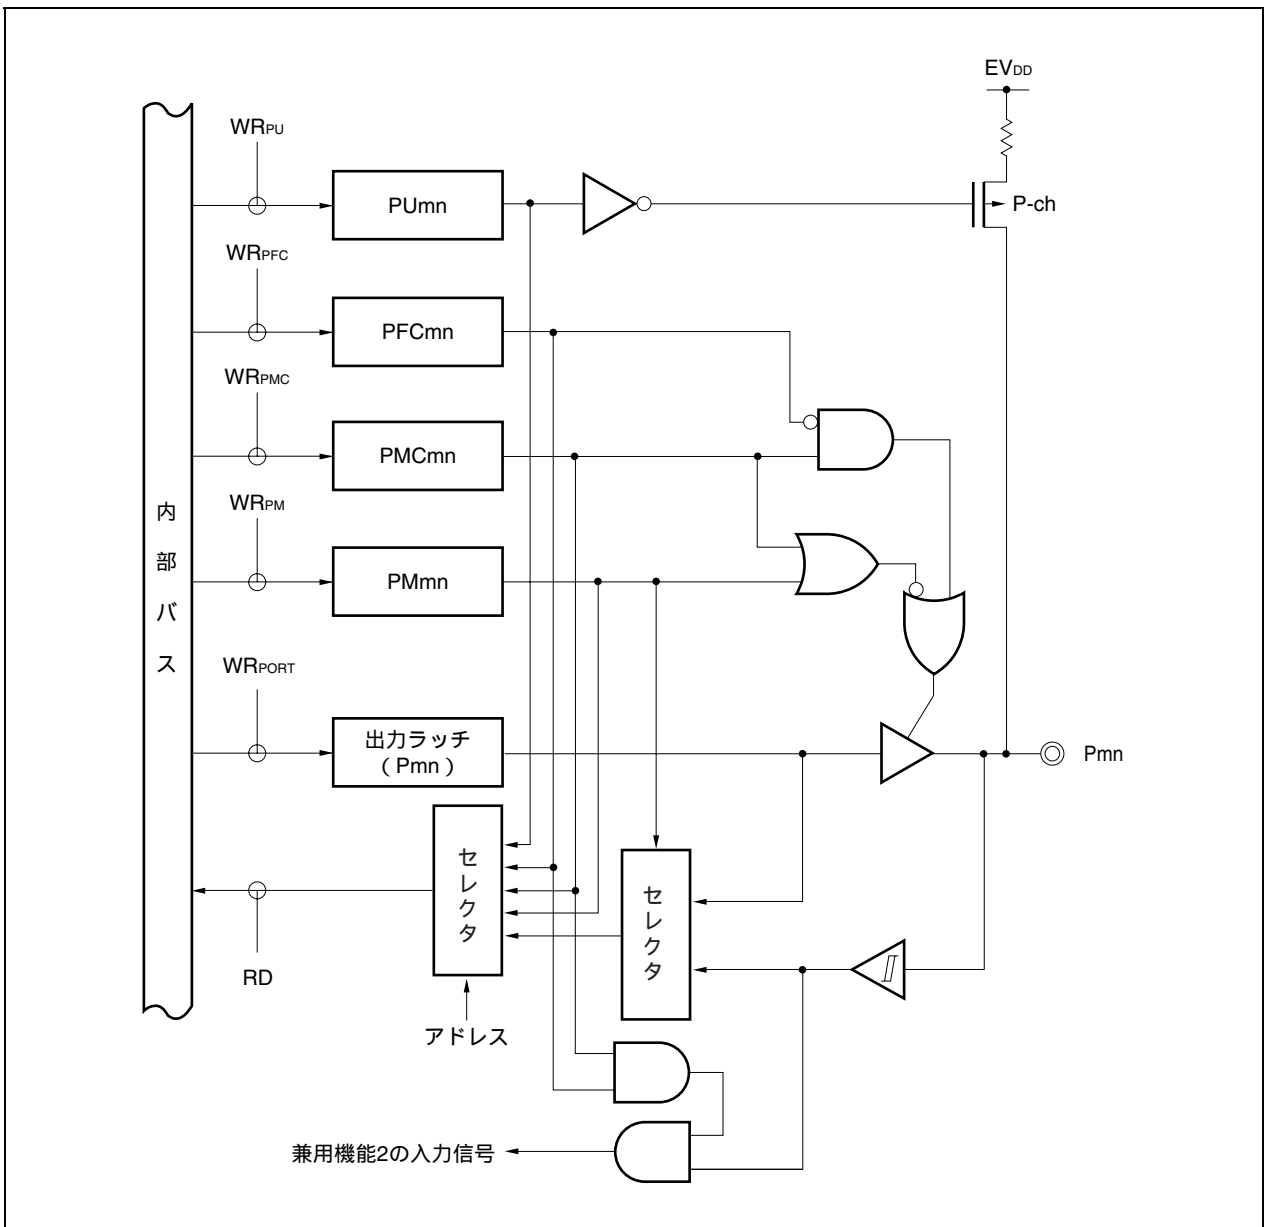 EVDD
WRPU
PUmn
P-ch
WRPFC
PFCmn
WRPMC
PMCmn
内部バス
WRPM
PMmn
WRPORT
出力ラッチ
（Pmn）
Pmn
セレクタ
セレクタ
RD
アドレス
兼用機能2の入力信号